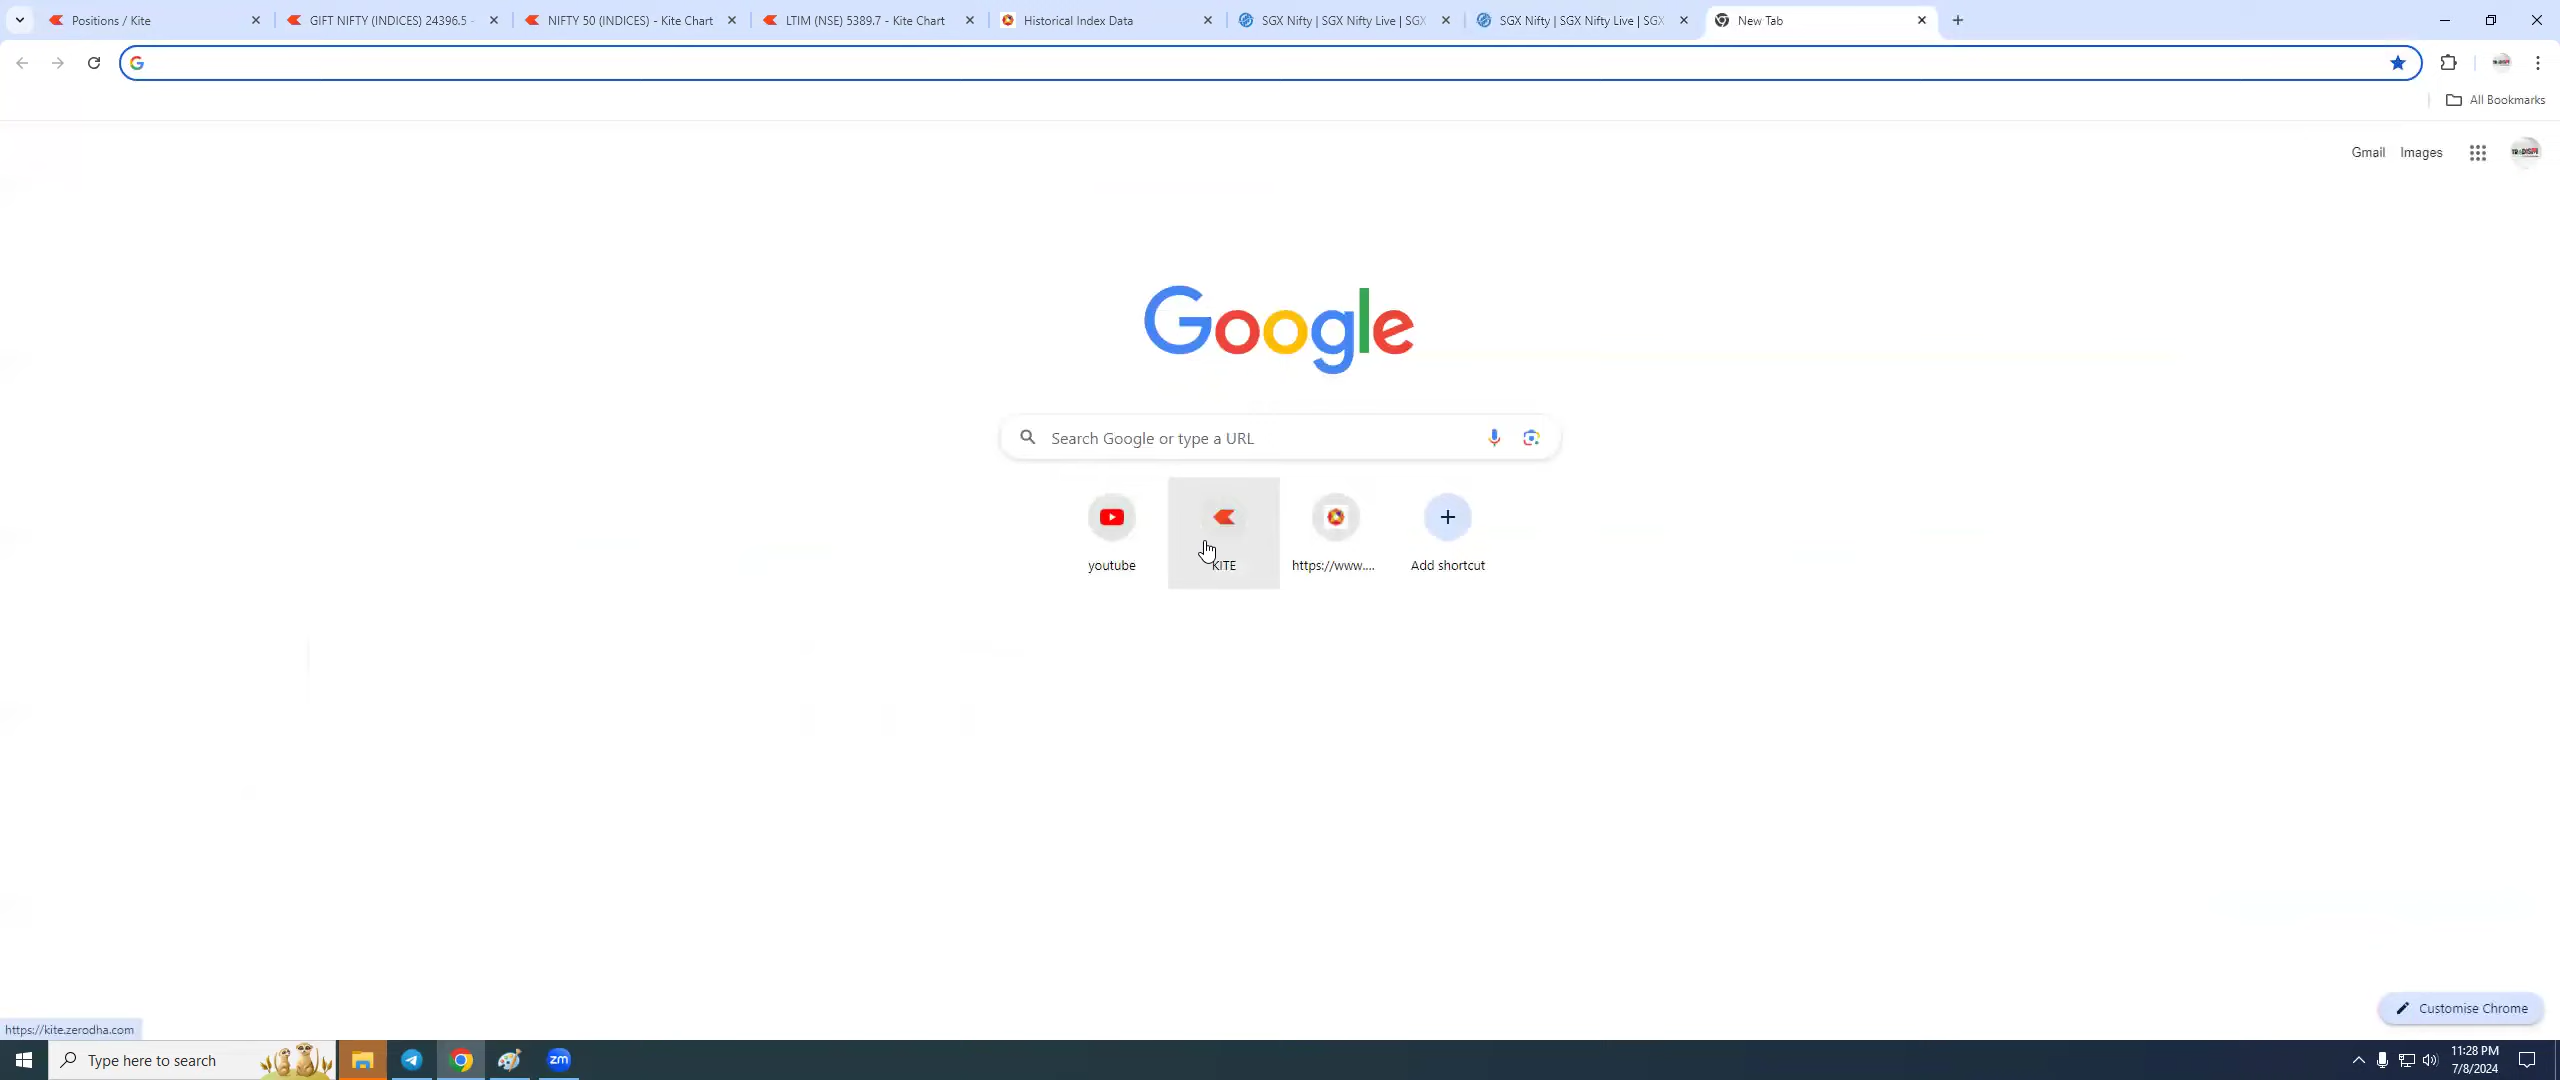 Positions / Kite
GIFT NIFTY (INDICES) 24396.5 -
NIFTY 50 (INDICES) - Kite Chart
LTIM (NSE) 5389.7 - Kite Chart
Historical Index Data
SGX Nifty | SGX Nifty Live | SGX
SGX Nifty | SGX Nifty Live | SGX
New Tab
All Bookmarks
Gmail
Images
Google
Search Google or type a URL
youtube
KITE
https://www....
Add shortcut
Customise Chrome
https://kite.zerodha.com
Type here to search
zm
11:28 PM
7/8/2024